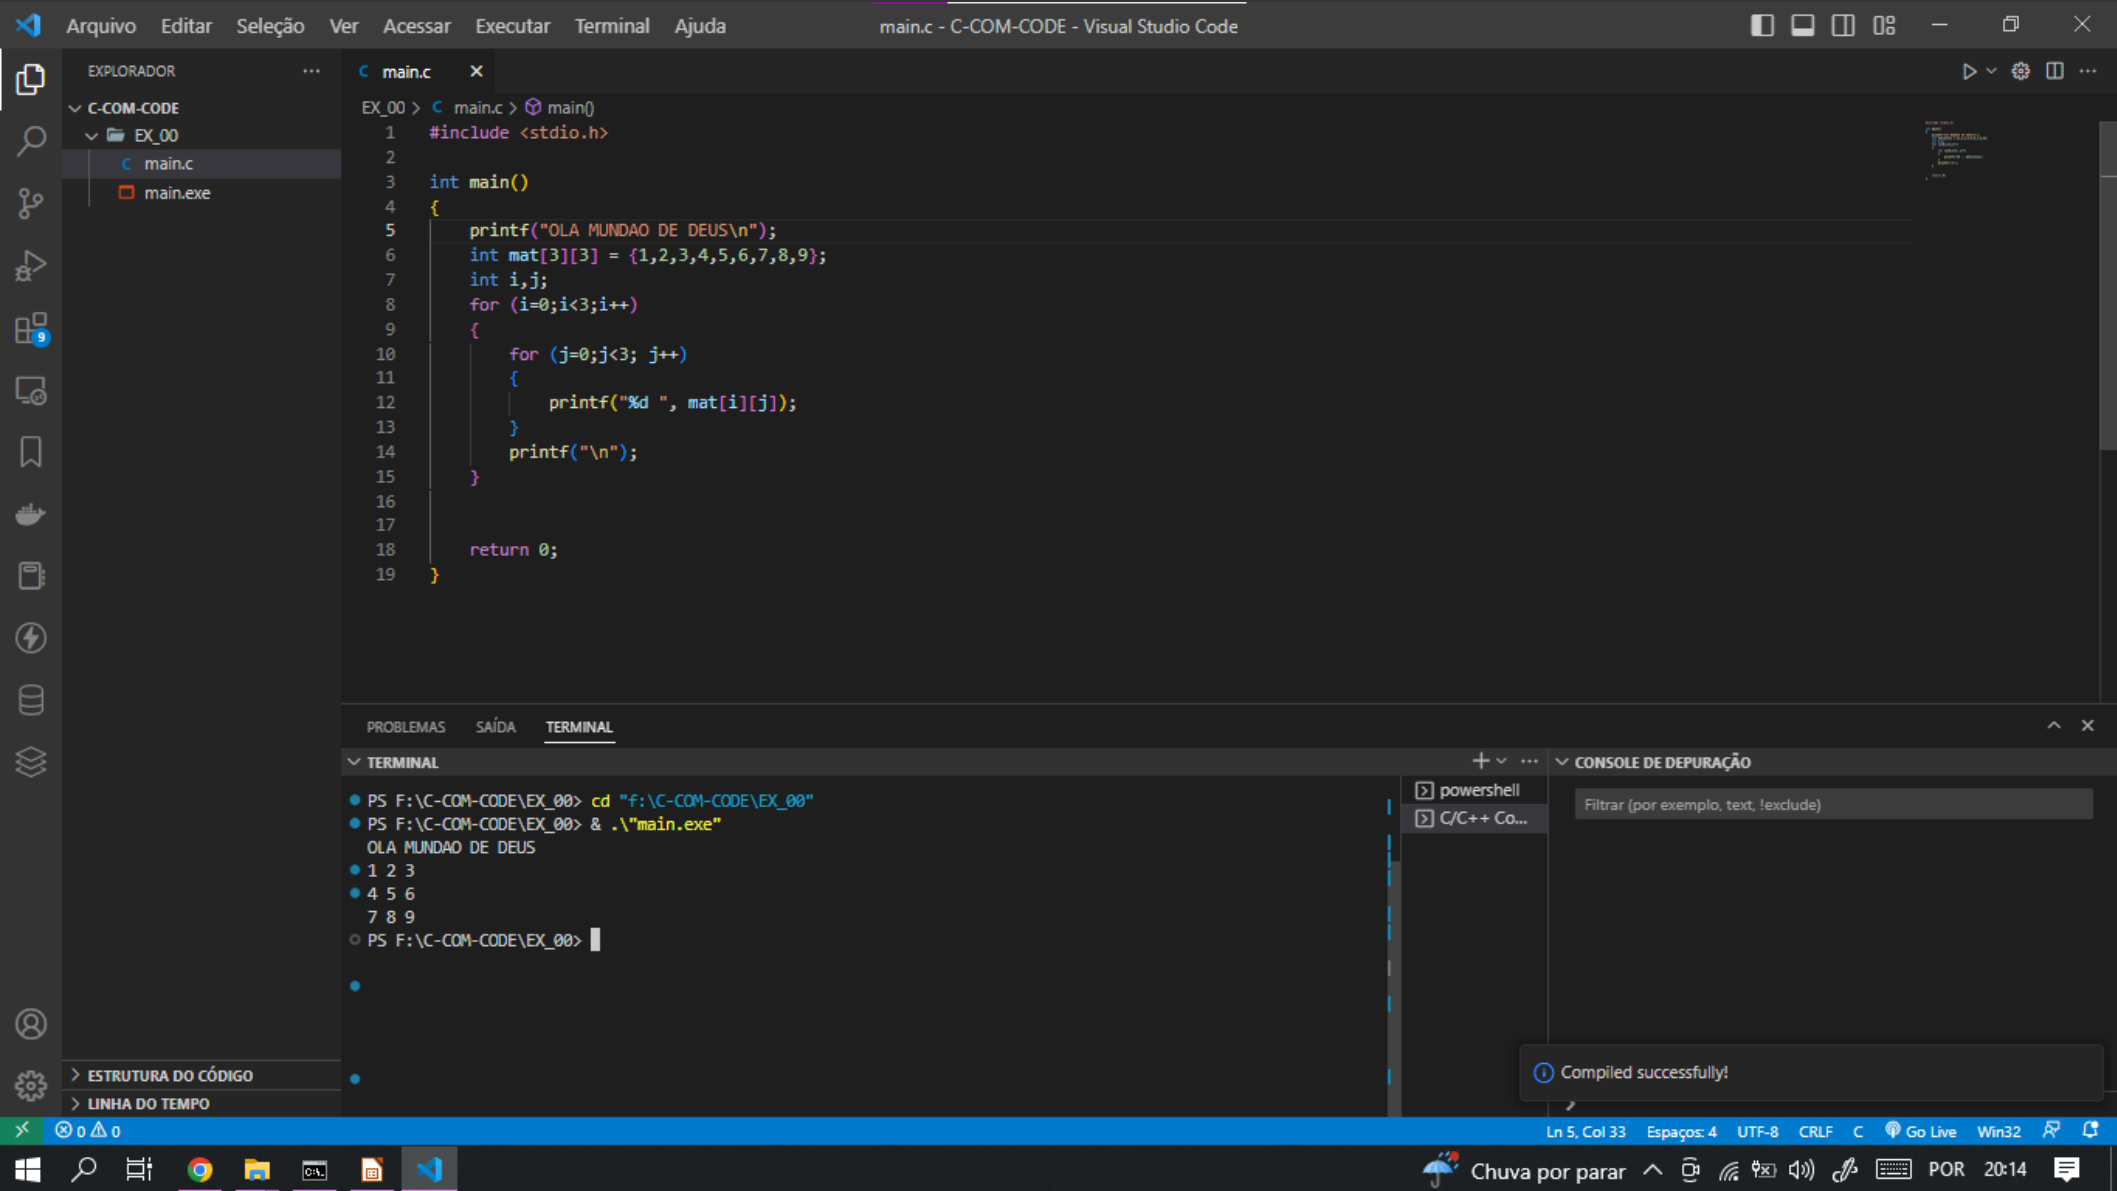 Arquivo Editar Seleção Ver Acessar Executar Terminal Ajuda
main.c - C-COM-CODE - Visual Studio Code
EXPLORADOR
C-COM-CODE
EX_00
main.c
main.exe
main.c
EX_00 > C main.c > main()
1 #include <stdio.h>
2
3 int main()
4 {
5 printf("OLA MUNDAO DE DEUS\n");
6 int mat[3][3] = {1,2,3,4,5,6,7,8,9};
7 int i,j;
8 for (i=0;i<3;i++)
9 {
10 for (j=0;j<3; j++)
11 {
12 printf("%d ", mat[i][j]);
13 }
14 printf("\n");
15 }
16
17
18 return 0;
19 }
9
PROBLEMAS SAÍDA TERMINAL
TERMINAL
PS F:\C-COM-CODE\EX_00> cd "f:\C-COM-CODE\EX_00"
PS F:\C-COM-CODE\EX_00> & .\"main.exe"
OLA MUNDAO DE DEUS
1 2 3
4 5 6
7 8 9
PS F:\C-COM-CODE\EX_00>
powershell
C/C++ Co...
CONSOLE DE DEPURAÇÃO
Filtrar (por exemplo, text, !exclude)
Compiled successfully!
ESTRUTURA DO CÓDIGO
LINHA DO TEMPO
0 0
Ln 5, Col 33 Espaços: 4 UTF-8 CRLF C Go Live Win32
Chuva por parar POR 20:14